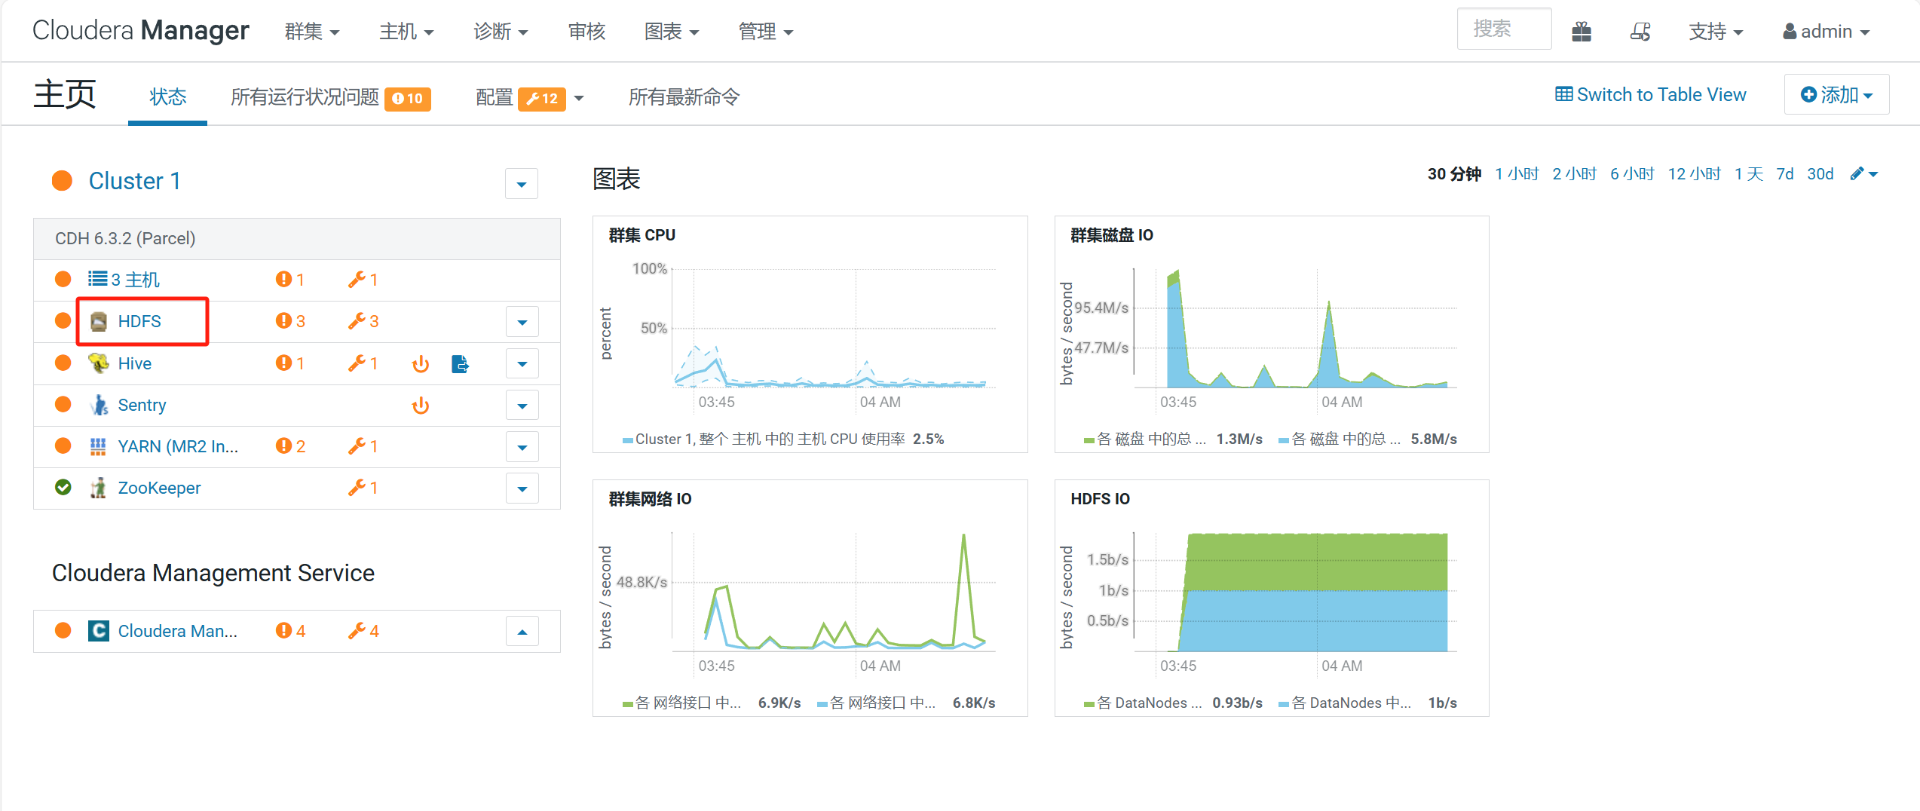 Cloudera Manager 群集 主机 诊断 审核 图表 管理 搜索 支持 admin
主页 状态 所有运行状况问题 10 配置 12 所有最新命令 Switch to Table View 添加
Cluster 1
CDH 6.3.2 (Parcel)
3 主机 1 1
HDFS 3 3
Hive 1 1
Sentry
YARN (MR2 In... 2 1
ZooKeeper 1
Cloudera Management Service
Cloudera Man... 4 4
图表
30 分钟 1 小时 2 小时 6 小时 12 小时 1 天 7d 30d
群集 CPU
percent
100%
50%
03:45 04 AM
Cluster 1, 整个 主机 中的 主机 CPU 使用率 2.5%
群集磁盘 IO
bytes / second
95.4M/s
47.7M/s
03:45 04 AM
各 磁盘 中的总 ... 1.3M/s 各 磁盘 中的总 ... 5.8M/s
群集网络 IO
bytes / second
48.8K/s
03:45 04 AM
各 网络接口 中... 6.9K/s 各 网络接口 中... 6.8K/s
HDFS IO
bytes / second
1.5b/s
1b/s
0.5b/s
03:45 04 AM
各 DataNodes ... 0.93b/s 各 DataNodes 中... 1b/s